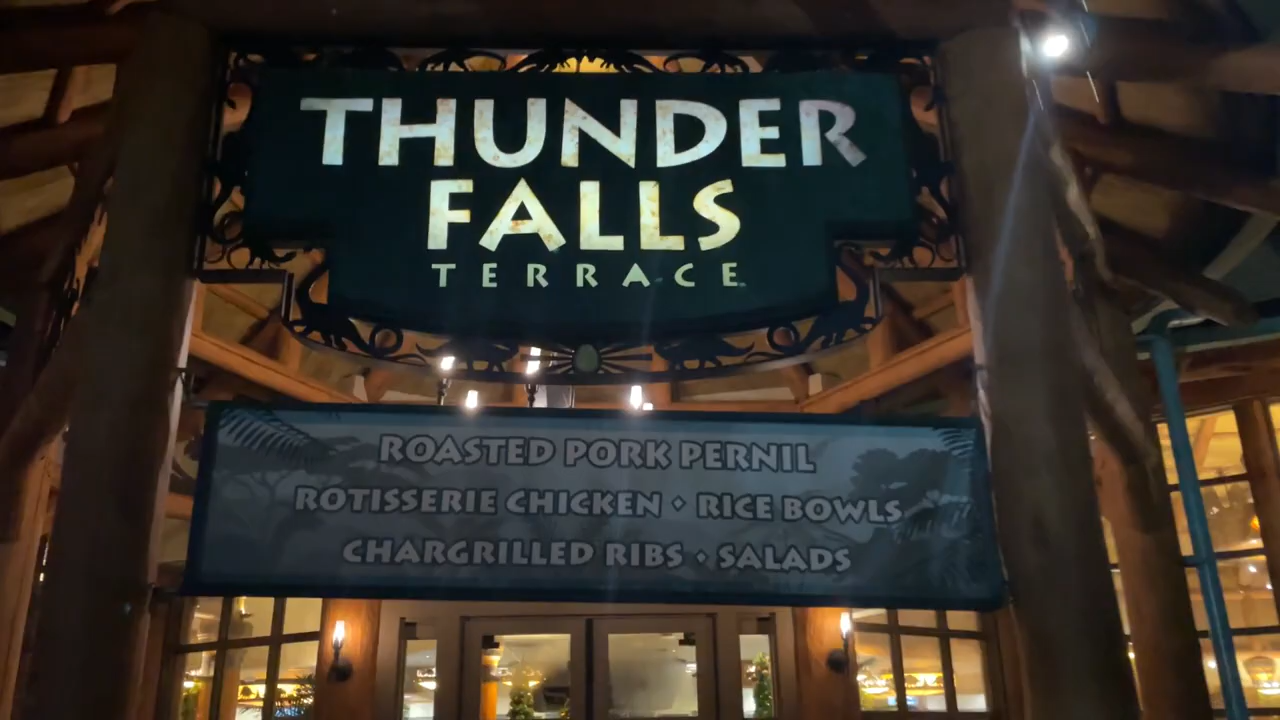 THUNDER
FALLS
TERRACE
ROASTED PORK PERNIL
ROTISSERIE CHICKEN • RICE BOWLS
CHARGRILLED RIBS • SALADS